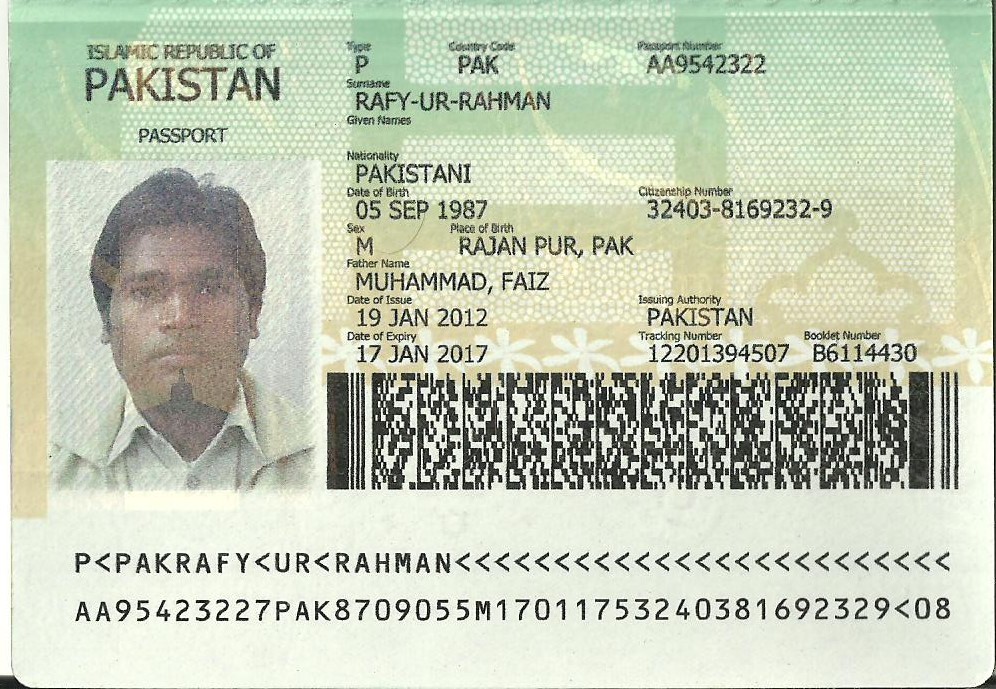 ISLAMIC REPUBLIC OF
PAKISTAN
PASSPORT
Type Country Code Passport Number
P PAK AA9542322
Surname
RAFY-UR-RAHMAN
Given Names
Nationality
PAKISTANI
Date of Birth Citizenship Number
05 SEP 1987 32403-8169232-9
Sex Place of Birth
M RAJAN PUR, PAK
Father Name
MUHAMMAD, FAIZ
Date of Issue Issuing Authority
19 JAN 2012 PAKISTAN
Date of Expiry Tracking Number Booklet Number
17 JAN 2017 12201394507 B6114430
P<PAKRAFY<UR<RAHMAN<<<<<<<<<<<<<<<<<<<<<<<<<
AA95423227PAK8709055M17011753240381692329<08